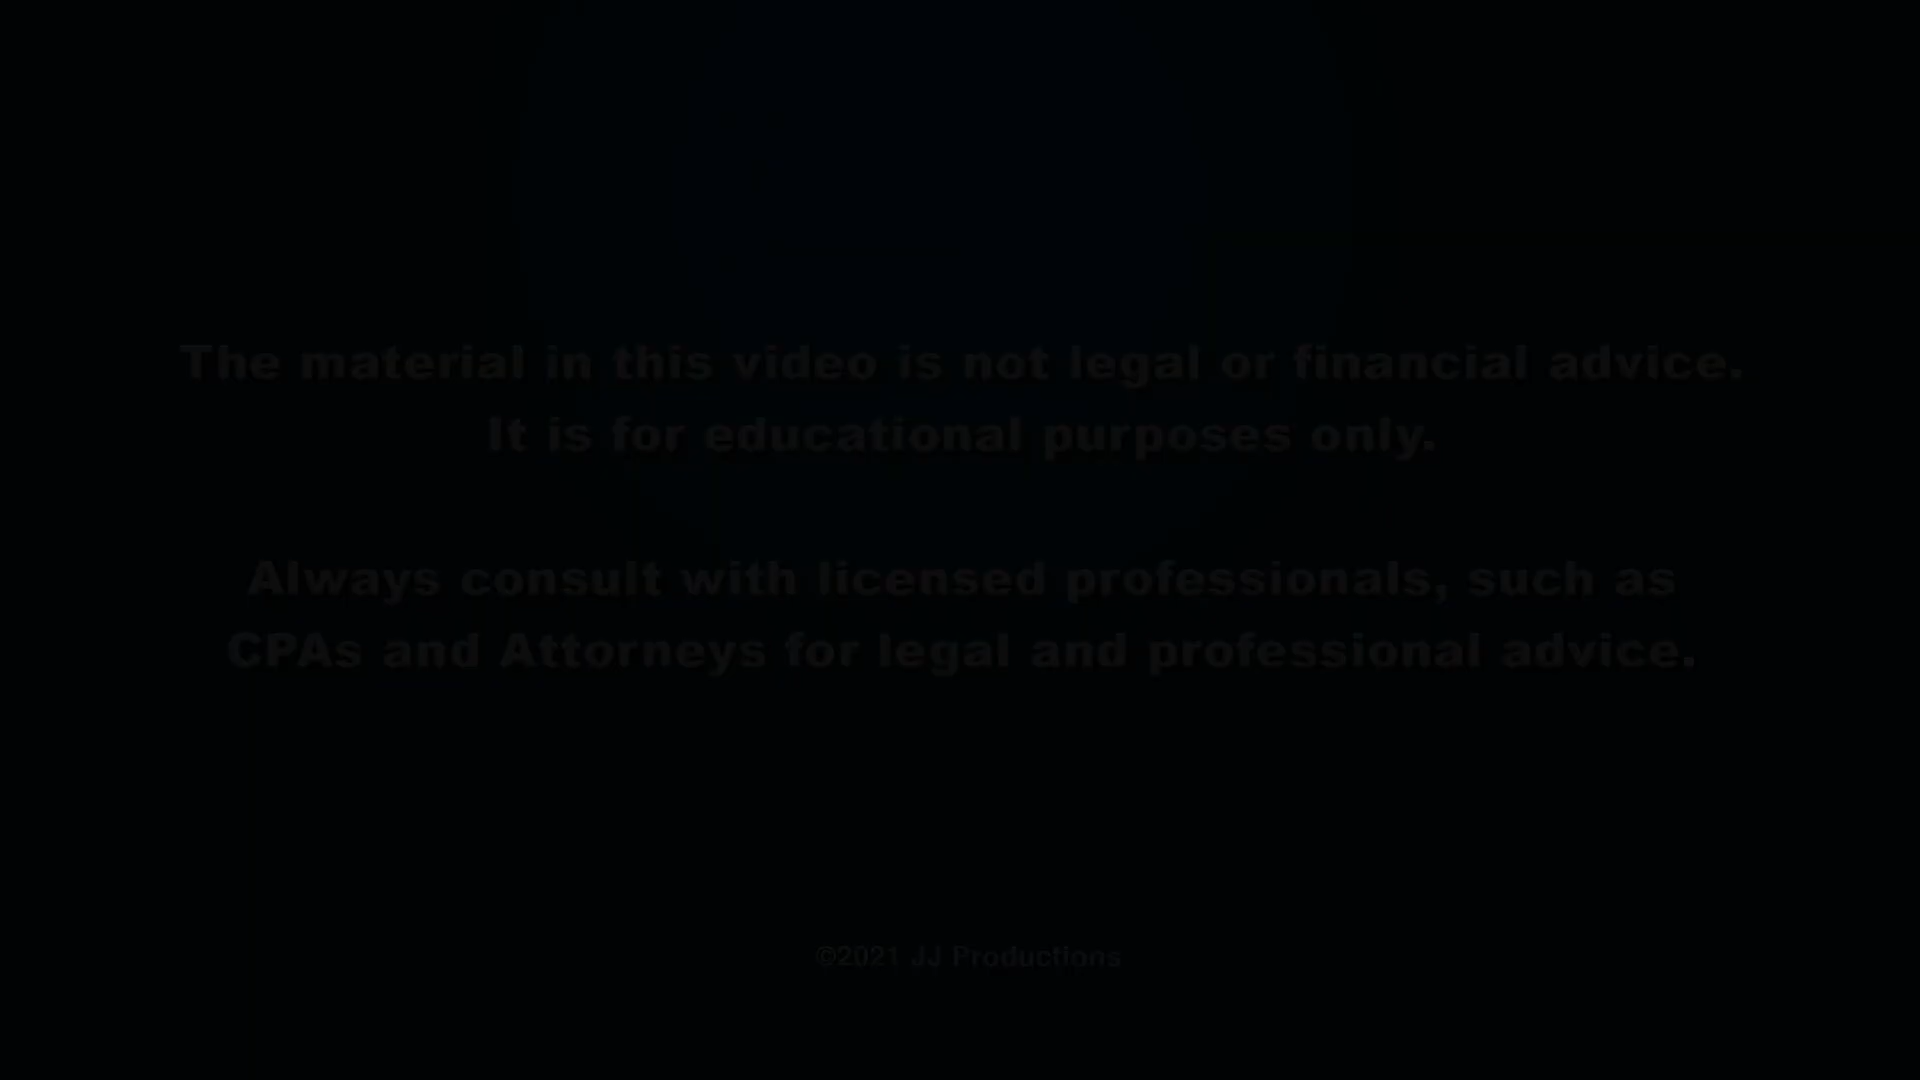 The material in this video is not legal or financial advice.
It is for educational purposes only.
Always consult with licensed professionals, such as
CPAs and Attorneys for legal and professional advice.
©2021 JJ Productions